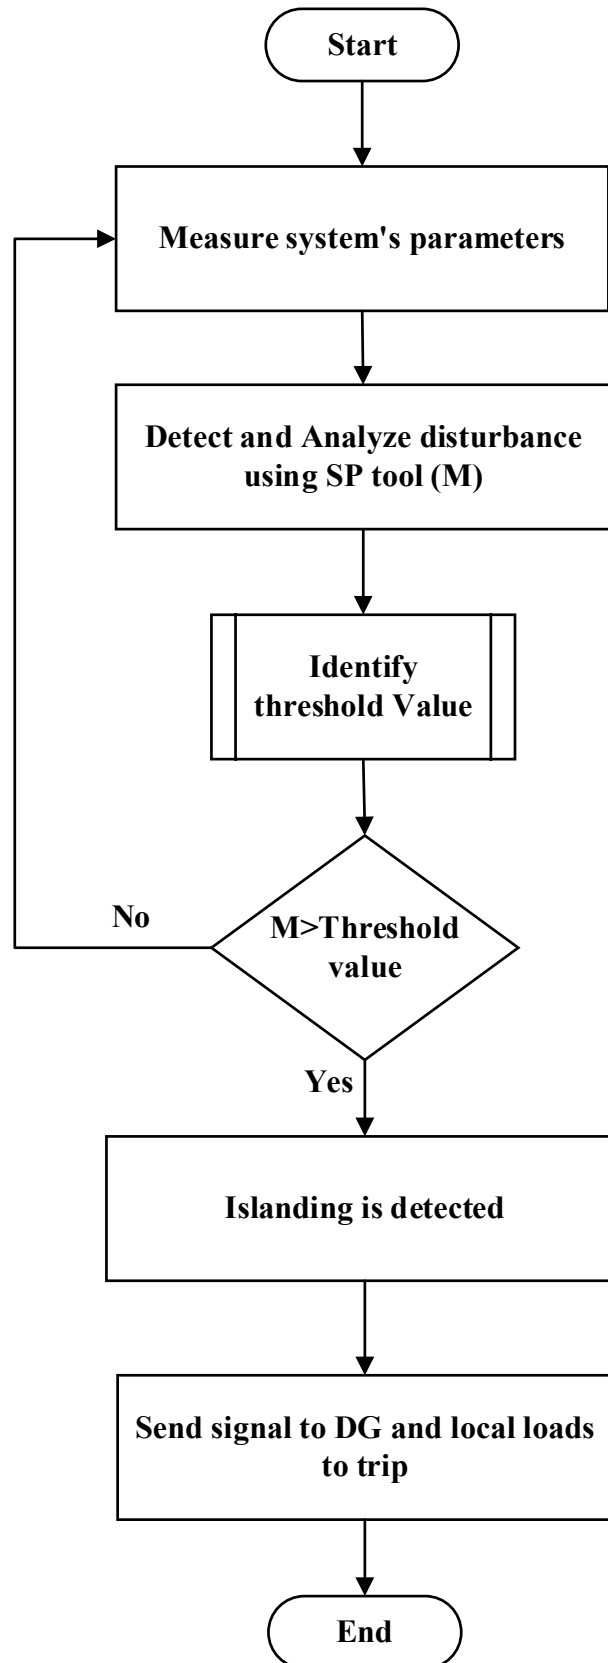 Start
Measure system's parameters
Detect and Analyze disturbance
using SP tool (M)
Identify
threshold Value
No
M>Threshold
value
Yes
Islanding is detected
Send signal to DG and local loads
to trip
End